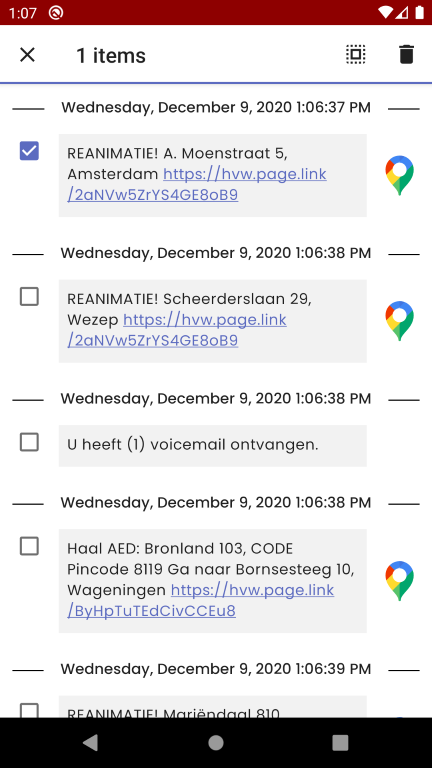 1:07
1 items
Wednesday, December 9, 2020 1:06:37 PM
REANIMATIE! A. Moenstraat 5,
Amsterdam https://hvw.page.link
/2aNVw5ZrYS4GE8oB9
Wednesday, December 9, 2020 1:06:38 PM
REANIMATIE! Scheerderslaan 29,
Wezep https://hvw.page.link
/2aNVw5ZrYS4GE8oB9
Wednesday, December 9, 2020 1:06:38 PM
U heeft (1) voicemail ontvangen.
Wednesday, December 9, 2020 1:06:38 PM
Haal AED: Bronland 103, CODE
Pincode 8119 Ga naar Bornsesteeg 10,
Wageningen https://hvw.page.link
/ByHpTuTEdCivCCEu8
Wednesday, December 9, 2020 1:06:39 PM
REANIMATIE! Mariëndaal 810